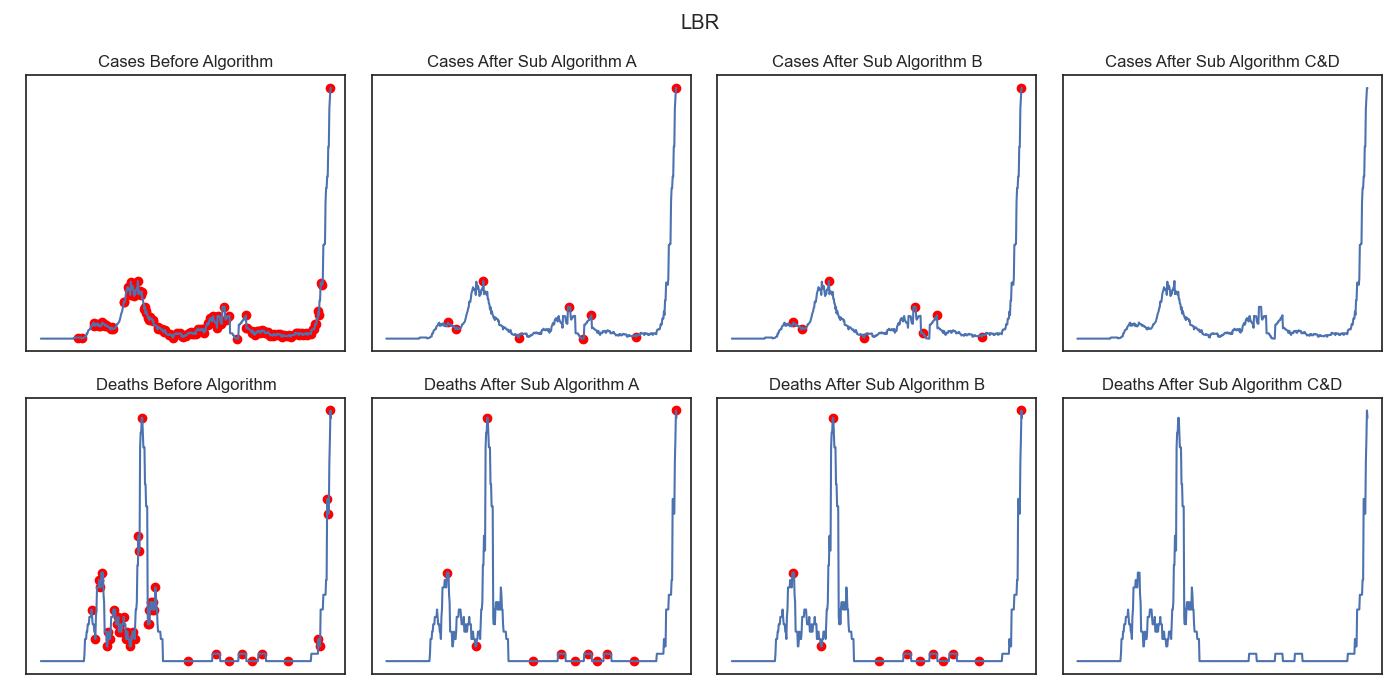 LBR
Cases Before Algorithm
Cases After Sub Algorithm A
Cases After Sub Algorithm B
Cases After Sub Algorithm C&D
Deaths Before Algorithm
Deaths After Sub Algorithm A
Deaths After Sub Algorithm B
Deaths After Sub Algorithm C&D